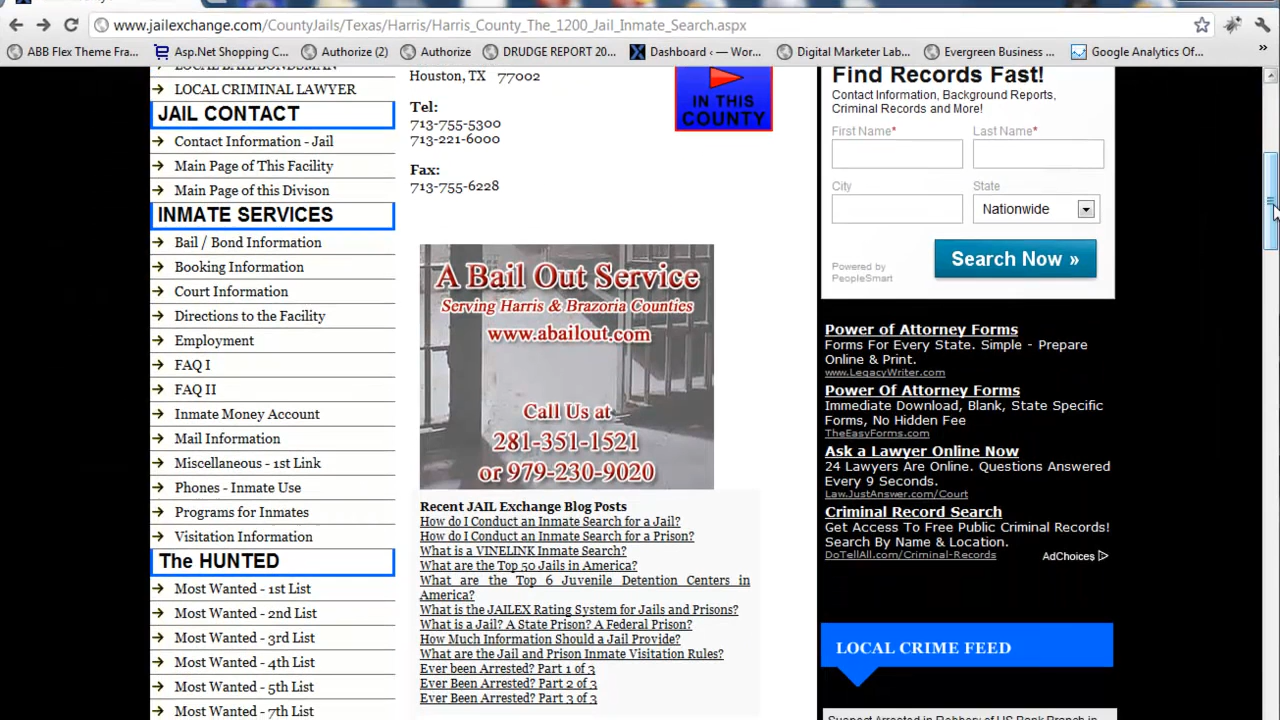 www.jailexchange.com/CountyJails/Texas/Harris/Harris_County_The_1200_Jail_Inmate_Search.aspx
ABB Flex Theme Fra...
Asp.Net Shopping C...
Authorize (2)
Authorize
DRUDGE REPORT 20...
Dashboard ‹ — Wor...
Digital Marketer Lab...
Evergreen Business ...
Google Analytics Of...
»
LOCAL BAIL BONDSMAN
LOCAL CRIMINAL LAWYER
JAIL CONTACT
Contact Information - Jail
Main Page of This Facility
Main Page of this Divison
INMATE SERVICES
Bail / Bond Information
Booking Information
Court Information
Directions to the Facility
Employment
FAQ I
FAQ II
Inmate Money Account
Mail Information
Miscellaneous - 1st Link
Phones - Inmate Use
Programs for Inmates
Visitation Information
The HUNTED
Most Wanted - 1st List
Most Wanted - 2nd List
Most Wanted - 3rd List
Most Wanted - 4th List
Most Wanted - 5th List
Most Wanted - 7th List
Houston, TX 77002
Tel:
713-755-5300
713-221-6000
Fax:
713-755-6228
IN THIS
COUNTY
A Bail Out Service
Serving Harris & Brazoria Counties
www.abailout.com
Call Us at
281-351-1521
or 979-230-9020
Recent JAIL Exchange Blog Posts
How do I Conduct an Inmate Search for a Jail?
How do I Conduct an Inmate Search for a Prison?
What is a VINELINK Inmate Search?
What are the Top 50 Jails in America?
What are the Top 6 Juvenile Detention Centers in
America?
What is the JAILEX Rating System for Jails and Prisons?
What is a Jail? A State Prison? A Federal Prison?
How Much Information Should a Jail Provide?
What are the Jail and Prison Inmate Visitation Rules?
Ever been Arrested? Part 1 of 3
Ever Been Arrested? Part 2 of 3
Ever Been Arrested? Part 3 of 3
Find Records Fast!
Contact Information, Background Reports,
Criminal Records and More!
First Name*
Last Name*
City
State
Nationwide
Powered by
PeopleSmart
Search Now »
Power of Attorney Forms
Forms For Every State. Simple - Prepare
Online & Print.
www.LegacyWriter.com
Power Of Attorney Forms
Immediate Download, Blank, State Specific
Forms, No Hidden Fee
TheEasyForms.com
Ask a Lawyer Online Now
24 Lawyers Are Online. Questions Answered
Every 9 Seconds.
Law.JustAnswer.com/Court
Criminal Record Search
Get Access To Free Public Criminal Records!
Search By Name & Location.
DoTellAll.com/Criminal-Records
AdChoices
LOCAL CRIME FEED
Suspect Arrested in Robbery of US Bank Branch in